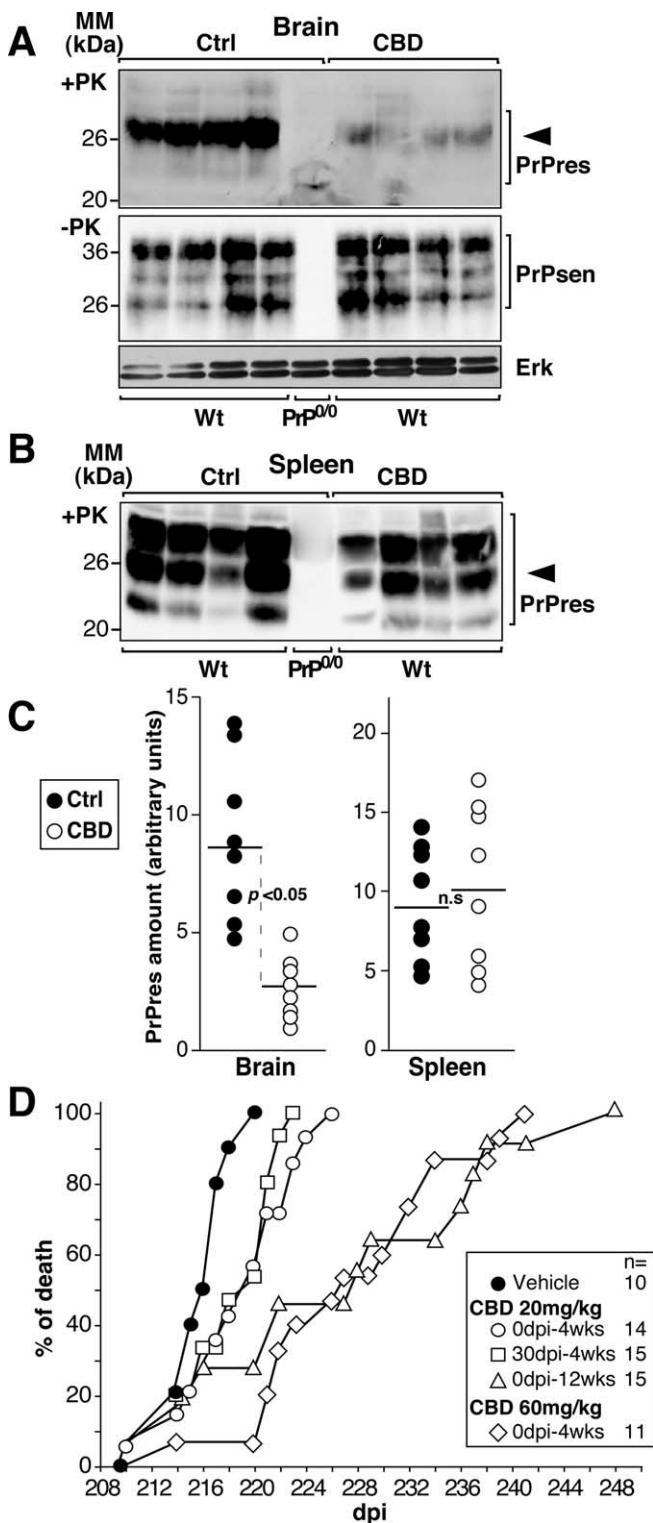 A
MM
(kDa)
Brain
Ctrl
CBD
+PK
26
20
PrPres
-PK
36
26
PrPsen
Erk
Wt
PrP0/0
Wt
B
MM
(kDa)
Spleen
Ctrl
CBD
+PK
26
20
PrPres
Wt
PrP0/0
Wt
C
Ctrl
CBD
PrPres amount (arbitrary units)
15
10
5
0
p <0.05
Brain
20
15
10
5
0
n.s
Spleen
D
% of death
100
80
60
40
20
0
208 212 216 220 224 228 232 236 240 244 248
dpi
n=
Vehicle 10
CBD 20mg/kg
0dpi-4wks 14
30dpi-4wks 15
0dpi-12wks 15
CBD 60mg/kg
0dpi-4wks 11